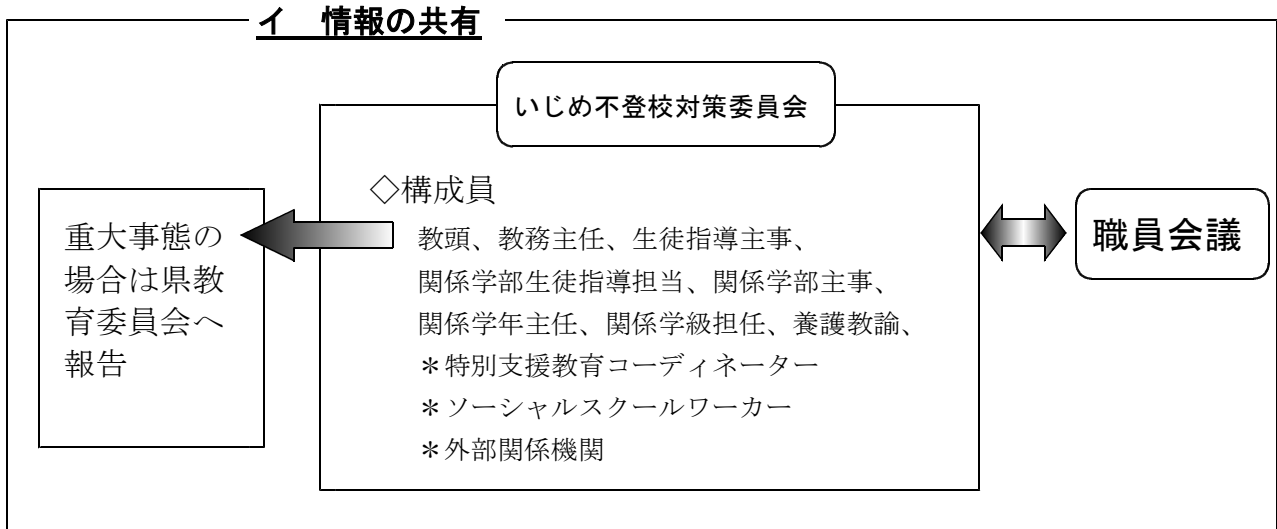 イ　情報の共有
いじめ不登校対策委員会
◇構成員
教頭、教務主任、生徒指導主事、
関係学部生徒指導担当、関係学部主事、
関係学年主任、関係学級担任、養護教諭、
＊特別支援教育コーディネーター
＊ソーシャルスクールワーカー
＊外部関係機関
重大事態の
場合は県教
育委員会へ
報告
職員会議